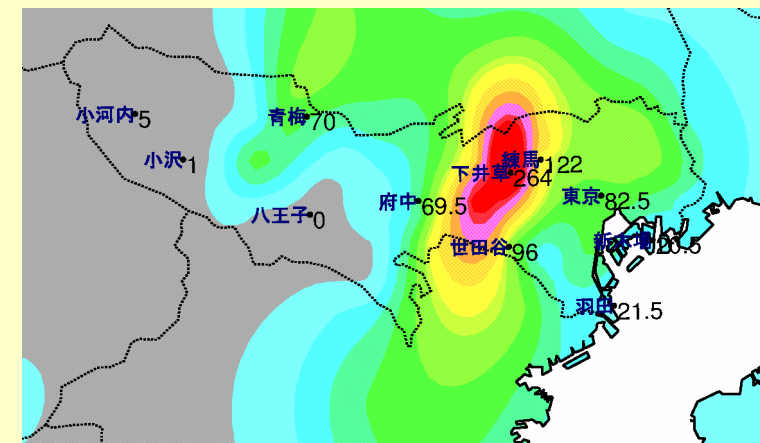 小河内 5
青梅 70
小沢 1
練馬 122
下井草 264
東京 82.5
府中 69.5
八王子 0
世田谷 96
新木場 20.5
羽田 21.5